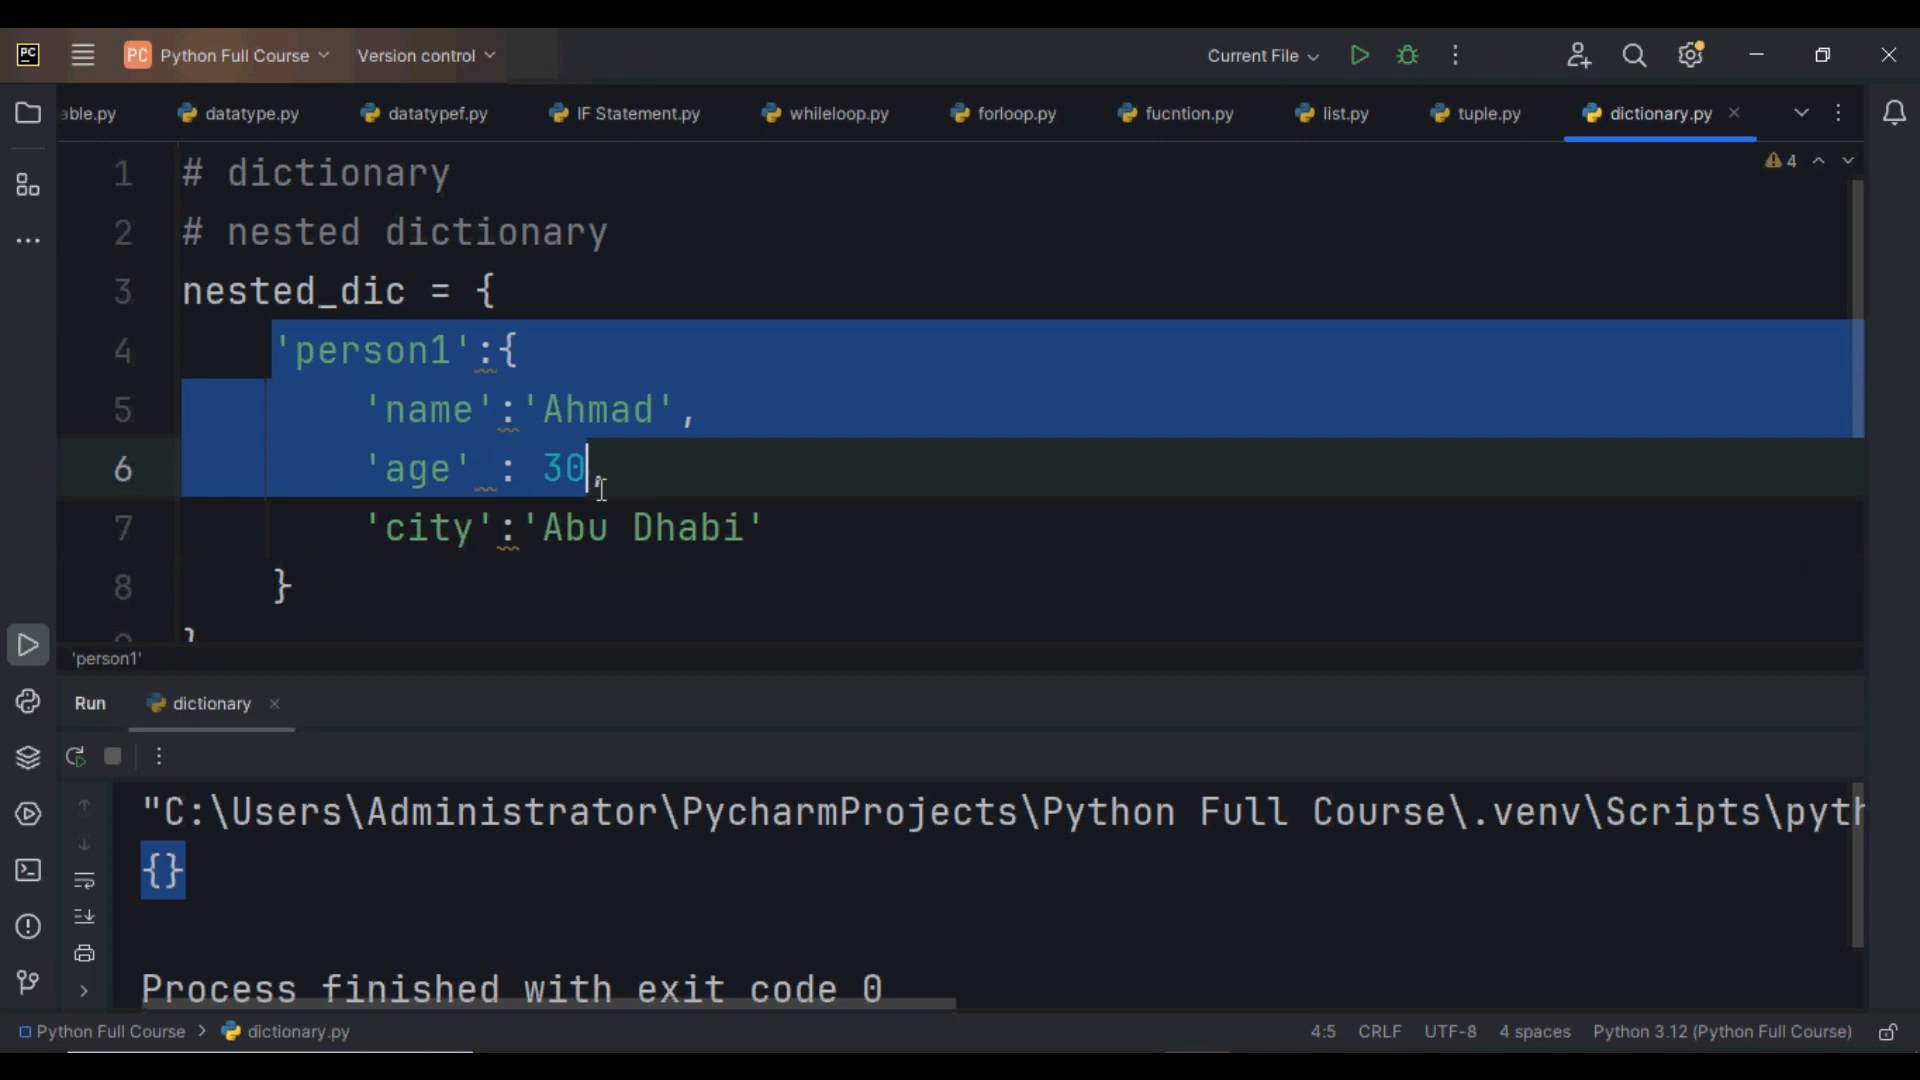 PC
PC Python Full Course Version control Current File
able.py datatype.py datatypef.py IF Statement.py whileloop.py forloop.py fucntion.py list.py tuple.py dictionary.py
4
1 # dictionary
2 # nested dictionary
3 nested_dic = {
4 'person1':{
5 'name':'Ahmad',
6 'age' : 30,
7 'city':'Abu Dhabi'
8 }
}
'person1'
Run dictionary
"C:\Users\Administrator\PycharmProjects\Python Full Course\.venv\Scripts\pyth
{}
Process finished with exit code 0
Python Full Course > dictionary.py 4:5 CRLF UTF-8 4 spaces Python 3.12 (Python Full Course)